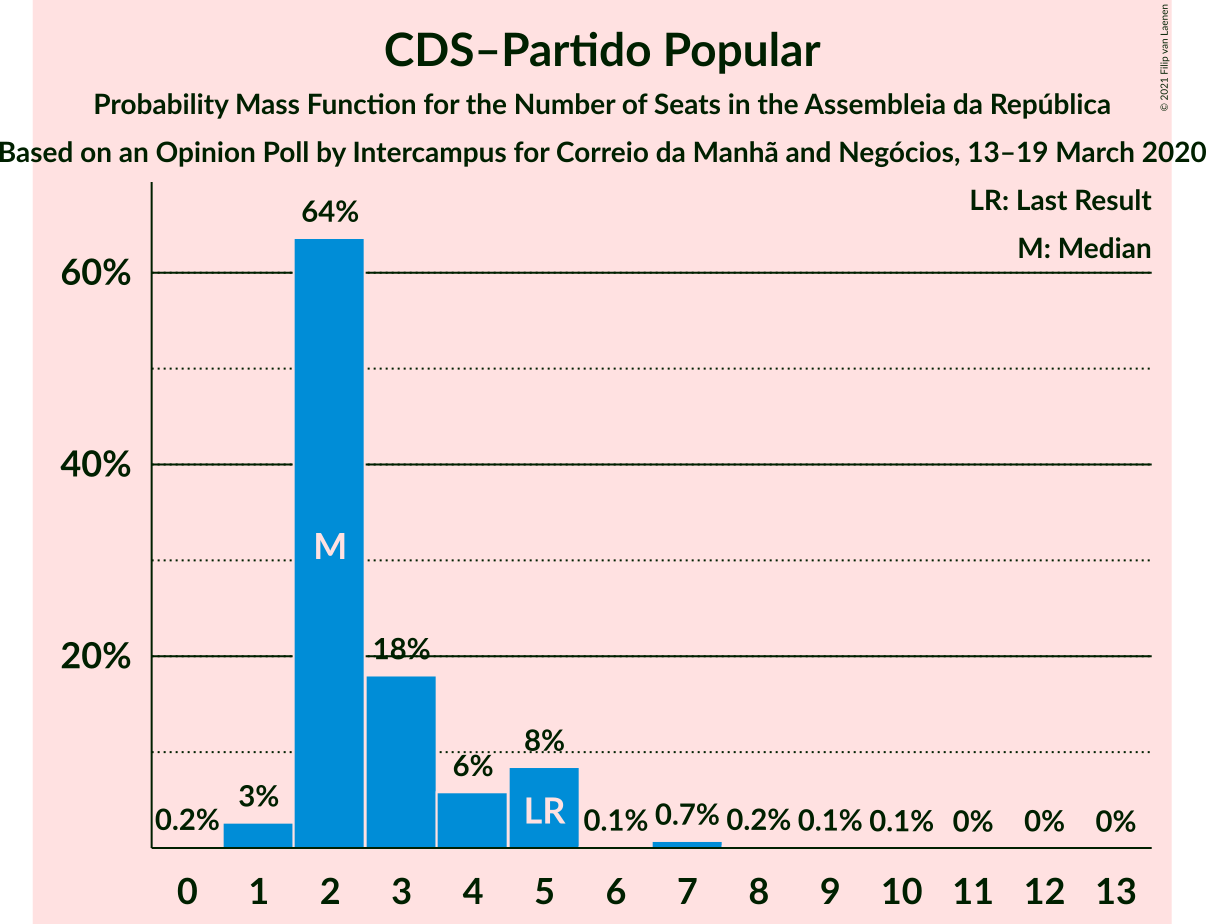 CDS–Partido Popular
© 2021 Filip van Laenen
Probability Mass Function for the Number of Seats in the Assembleia da República
Based on an Opinion Poll by Intercampus for Correio da Manhã and Negócios, 13–19 March 2020
LR: Last Result
M: Median
60%
40%
20%
0.2% 3% 64% 18% 6% 8% 0.1% 0.7% 0.2% 0.1% 0.1% 0% 0% 0%
M
LR
0 1 2 3 4 5 6 7 8 9 10 11 12 13